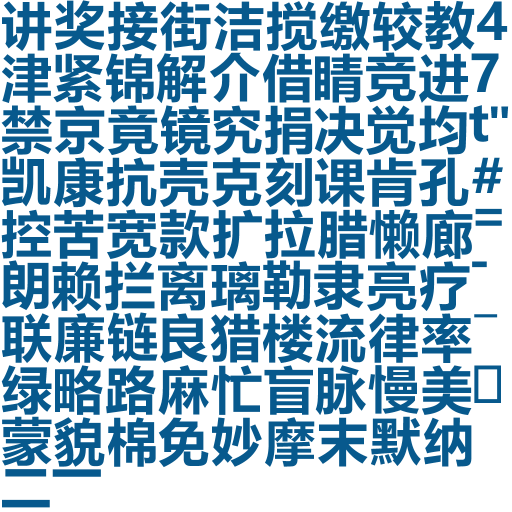 讲奖接街洁搅缴较教4
津紧锦解介借睛竞进7
禁京竟镜究捐决觉均t"
凯康抗壳克刻课肯孔#
控苦宽款扩拉腊懒廊=
朗赖拦离璃勒隶亮疗-
联廉链良猎楼流律率_
绿略路麻忙盲脉慢美
蒙貌棉免妙摩末默纳